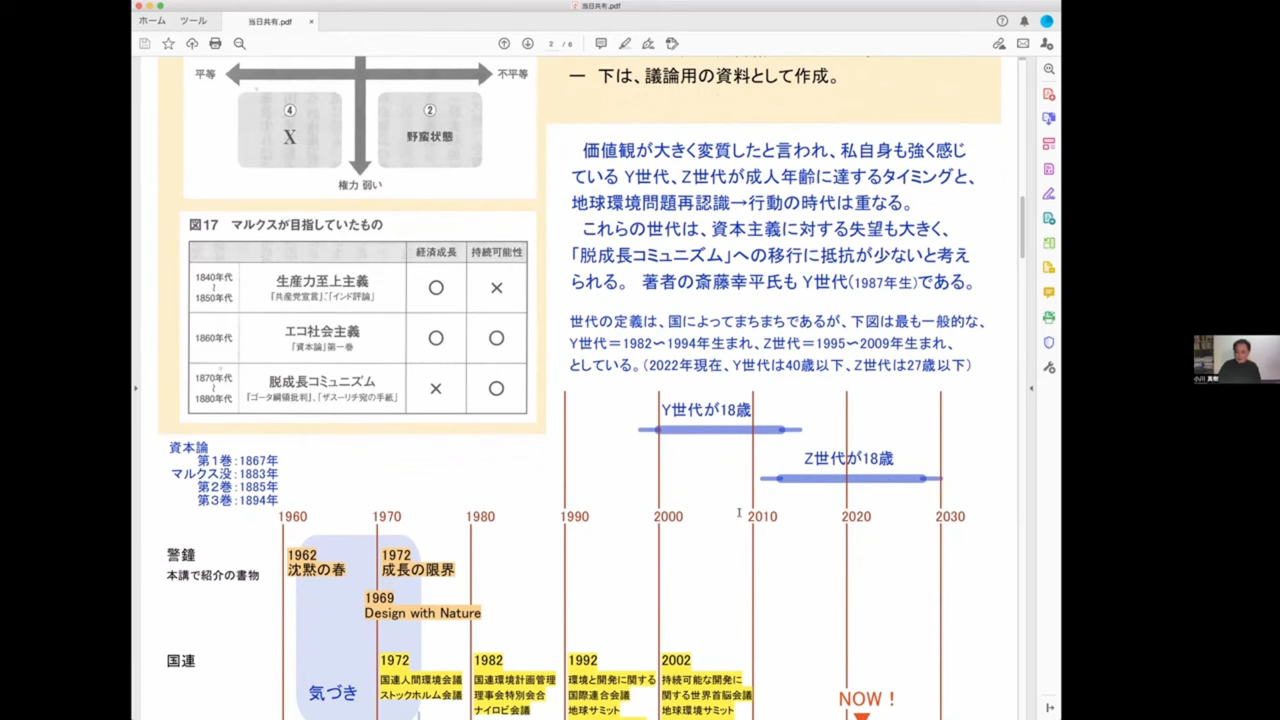 当日共有.pdf
ホーム ツール 当日共有.pdf ×
2 / 6
平等 不平等
④ X
② 野蛮状態
権力 弱い
ー 下は、議論用の資料として作成。
図17 マルクスが目指していたもの
経済成長 持続可能性
1840年代〜1850年代 生産力至上主義 『共産党宣言』、「インド評論」 ○ ×
1860年代 エコ社会主義 『資本論』第一巻 ○ ○
1870年代〜1880年代 脱成長コミュニズム 『ゴータ綱領批判』、「ザスーリチ宛の手紙」 × ○
価値観が大きく変質したと言われ、私自身も強く感じ
ている Y世代、Z世代が成人年齢に達するタイミングと、
地球環境問題再認識→行動の時代は重なる。
これらの世代は、資本主義に対する失望も大きく、
「脱成長コミュニズム」への移行に抵抗が少ないと考え
られる。 著者の斎藤幸平氏も Y世代(1987年生)である。
世代の定義は、国によってまちまちであるが、下図は最も一般的な、
Y世代＝1982〜1994年生まれ、Z世代＝1995〜2009年生まれ、
としている。(2022年現在、Y世代は40歳以下、Z世代は27歳以下)
Y世代が18歳
Z世代が18歳
資本論
第１巻：1867年
マルクス没：1883年
第２巻：1885年
第３巻：1894年
1960 1970 1980 1990 2000 2010 2020 2030
警鐘
本講で紹介の書物
1962
沈黙の春
1972
成長の限界
1969
Design with Nature
国連
1972
国連人間環境会議
ストックホルム会議
1982
国連環境計画管理
理事会特別会合
ナイロビ会議
1992
環境と開発に関する
国際連合会議
地球サミット
2002
持続可能な開発に
関する世界首脳会議
地球環境サミット
気づき
NOW！